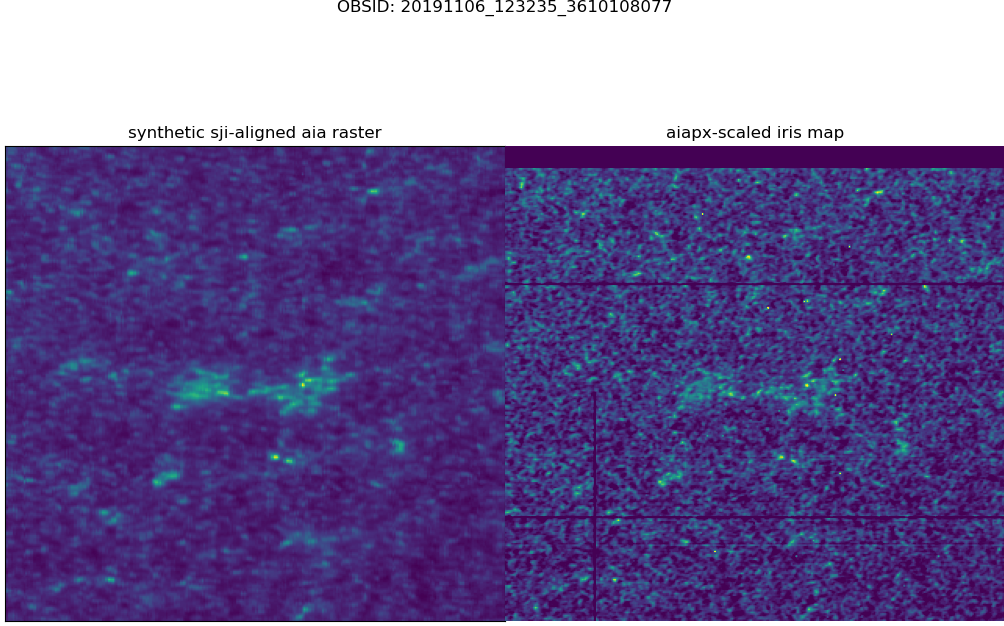 OBSID: 20191106_123235_3610108077
synthetic sji-aligned aia raster
aiapx-scaled iris map